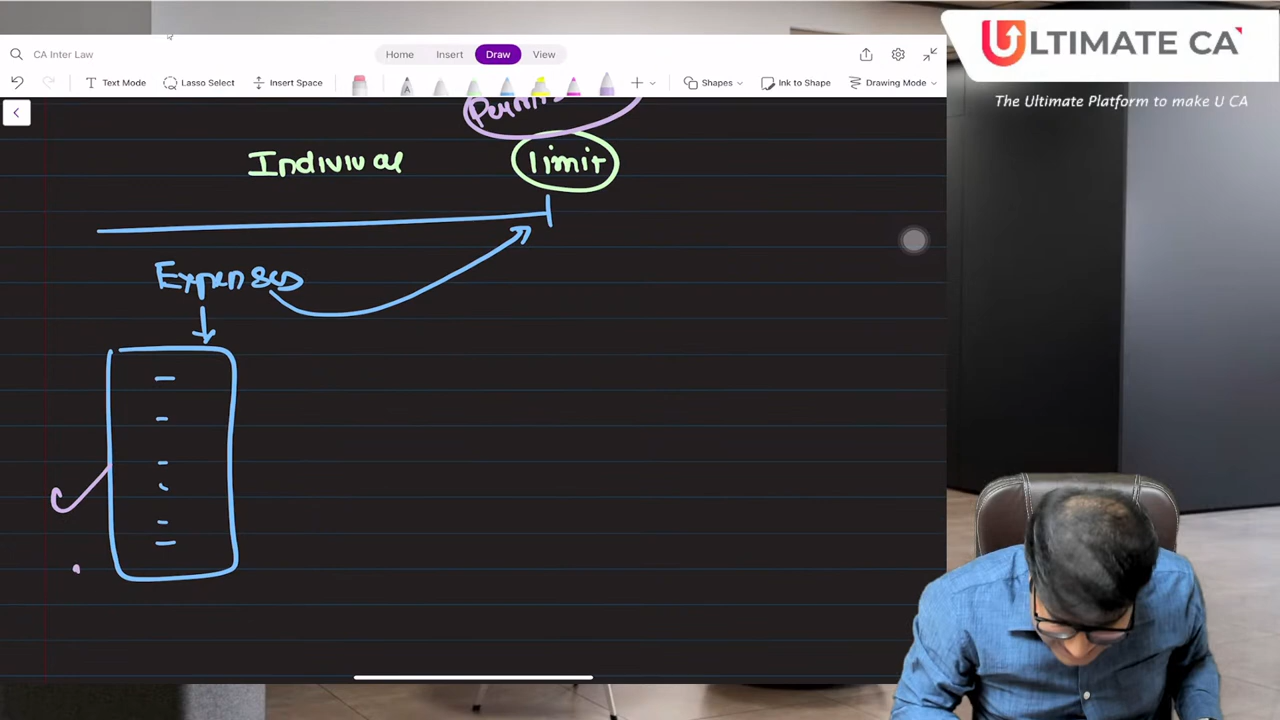 ULTIMATE CA
The Ultimate Platform to make U CA
CA Inter Law
Home Insert Draw View
Text Mode Lasso Select Insert Space Shapes Ink to Shape Drawing Mode
Indiviual limit
Expenses